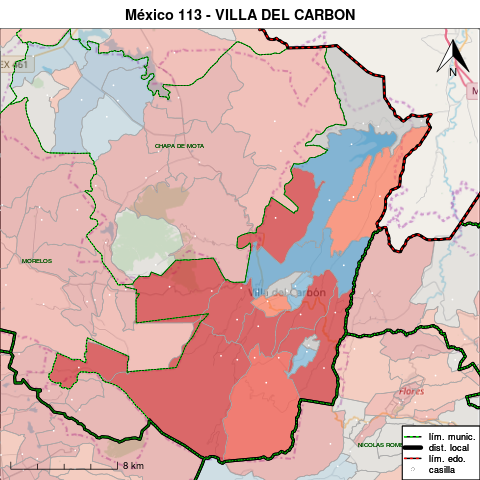 México 113 - VILLA DEL CARBON
EX 461
N
M
CHAPA DE MOTA
MORELOS
Villa del Carbón
Flores
NICOLAS ROME
8 km
lím. munic.
dist. local
lím. edo.
casilla